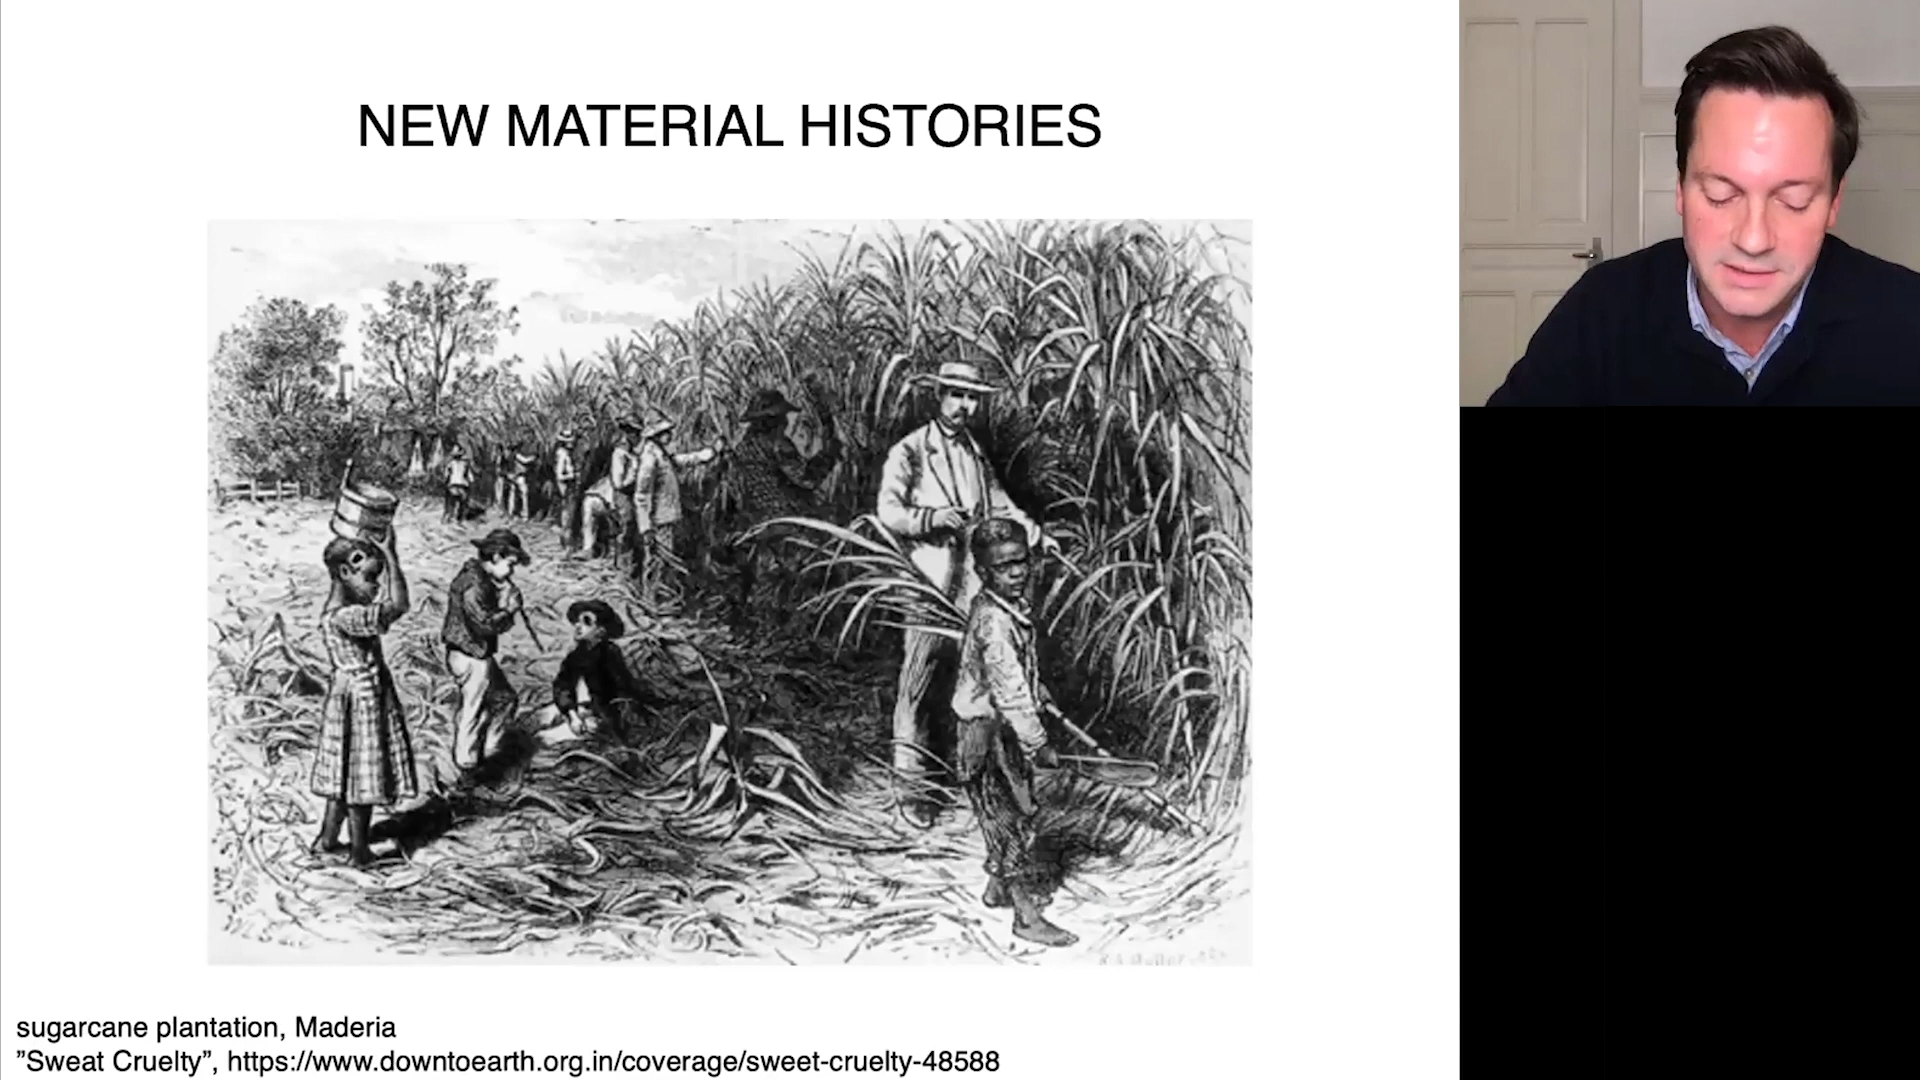 NEW MATERIAL HISTORIES
sugarcane plantation, Maderia
”Sweat Cruelty”, https://www.downtoearth.org.in/coverage/sweet-cruelty-48588